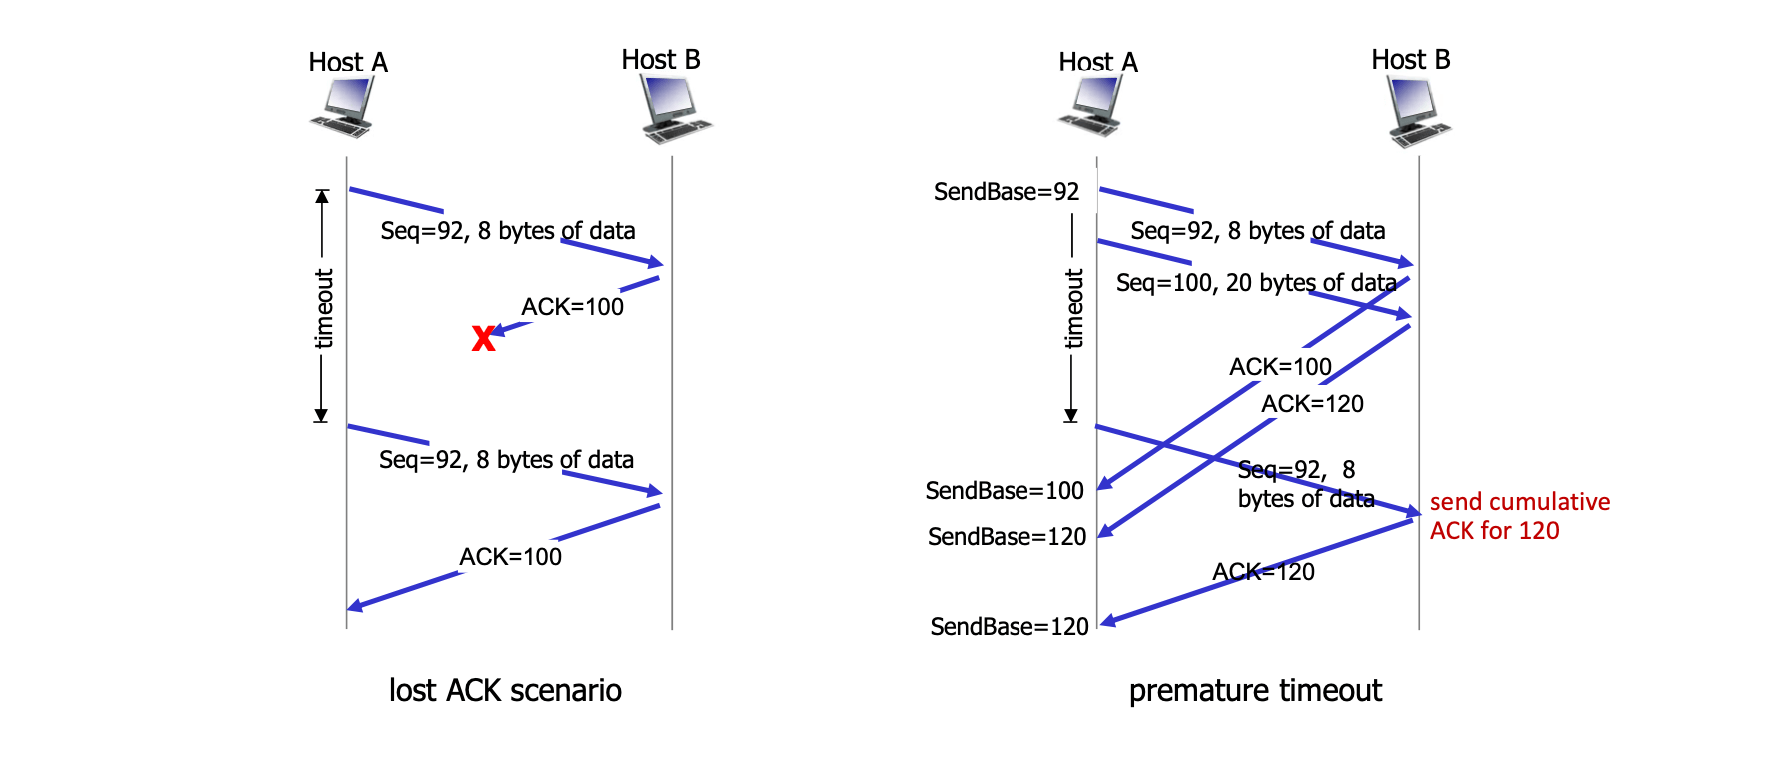 Host A
Host B
Seq=92, 8 bytes of data
ACK=100
X
timeout
Seq=92, 8 bytes of data
ACK=100
lost ACK scenario
Host A
Host B
SendBase=92
Seq=92, 8 bytes of data
Seq=100, 20 bytes of data
timeout
ACK=100
ACK=120
Seq=92, 8
bytes of data
SendBase=100
SendBase=120
send cumulative
ACK for 120
ACK=120
SendBase=120
premature timeout